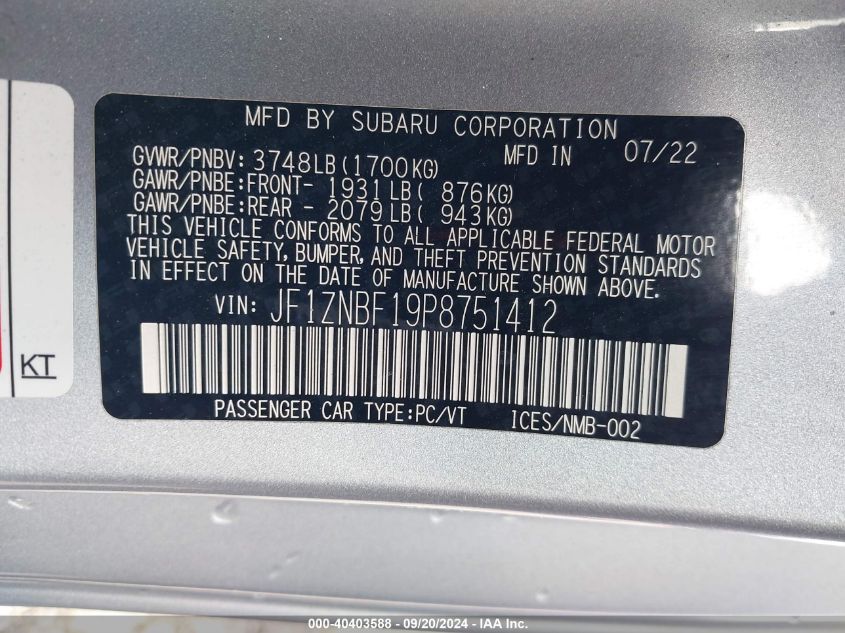 MFD BY SUBARU CORPORATION
GVWR/PNBV: 3748LB(1700KG) MFD IN 07/22
GAWR/PNBE:FRONT- 1931LB( 876KG)
GAWR/PNBE:REAR - 2079LB( 943KG)
THIS VEHICLE CONFORMS TO ALL APPLICABLE FEDERAL MOTOR
VEHICLE SAFETY, BUMPER, AND THEFT PREVENTION STANDARDS
IN EFFECT ON THE DATE OF MANUFACTURE SHOWN ABOVE.
VIN: JF1ZNBF19P8751412
KT
PASSENGER CAR TYPE:PC/VT ICES/NMB-002
000-40403588 - 09/20/2024 - IAA Inc.